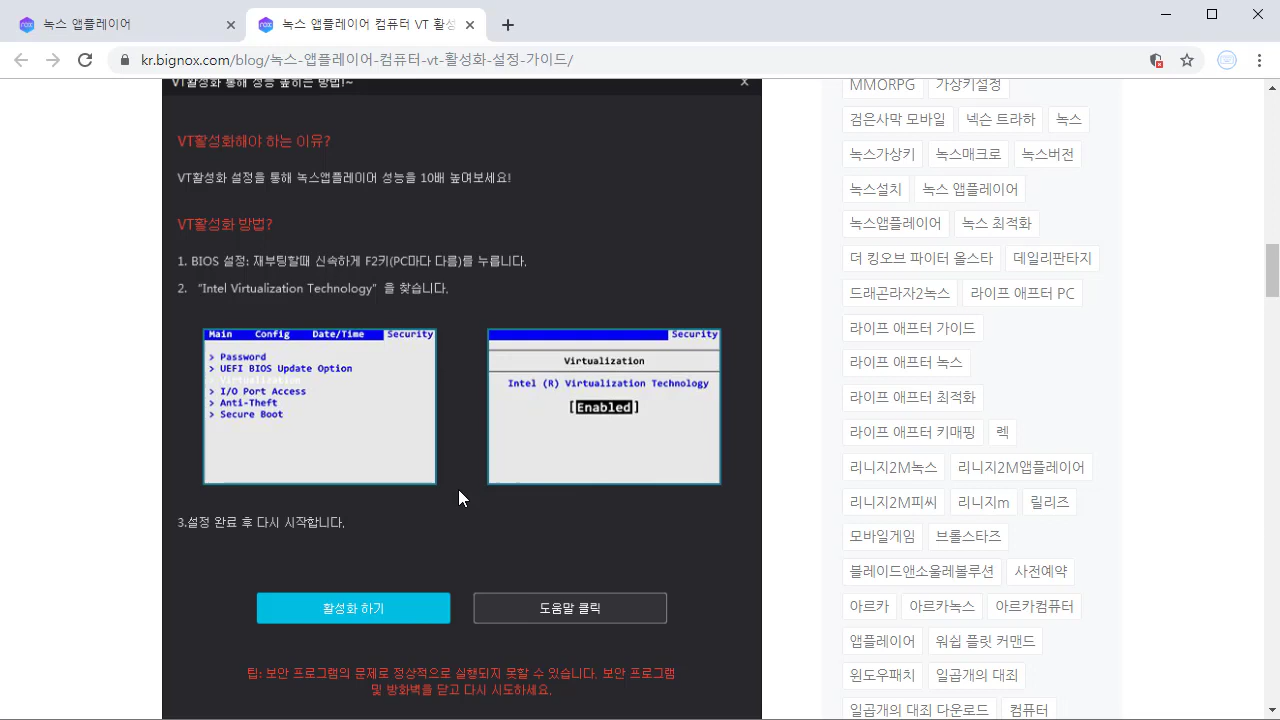 녹스 앱플레이어
녹스 앱플레이어 컴퓨터 VT 활성
kr.bignox.com/blog/녹스-앱플레이어-컴퓨터-vt-활성화-설정 가이드/
VT활성화 통해 성능 높히는 방법!~
VT활성화해야 하는 이유?
VT활성화 설정을 통해 녹스앱플레이어 성능을 10배 높여보세요!
VT활성화 방법?
1. BIOS 설정: 재부팅할때 신속하게 F2키(PC마다 다름)를 누릅니다.
2. “Intel Virtualization Technology” 을 찾습니다.
Main Config Date/Time Security
> Password
> UEFI BIOS Update Option
> Virtualization
> I/O Port Access
> Anti-Theft
> Secure Boot
Security
Virtualization
Intel (R) Virtualization Technology
[Enabled]
3.설정 완료 후 다시 시작합니다.
활성화 하기
도움말 클릭
팁: 보안 프로그램의 문제로 정상적으로 실행되지 못할 수 있습니다. 보안 프로그램
및 방화벽을 닫고 다시 시도하세요.
MMORPG 가상키설정
검은사막 모바일 넥슨 트라하 녹스
녹스가상키 녹스매크로 녹스버전
녹스설치 녹스 앱플레이어
녹스앱플레이어 녹스 최적화
더 킹오브 파이터 올스타 데일리판타지
드래곤라자2녹스 라이프 애프터 PC
라이프 애프터 가이드
라이프 애프터 녹스
라이프 애프터 최적화
라이프 애프터 키매핑 렉
리니지2M녹스 리니지2M앱플레이어
리니지2M피씨 리니지m 릴리즈
모바일게임 브롤스타즈
블레이드앤소울레볼루션 사전예약
아르카 아르카녹스 아르카컴퓨터
앱플레이어 워쉽 플릿 커맨드
윈도우패치 일곱개의 대죄
일곱개의 대죄 다운로드 컴퓨터